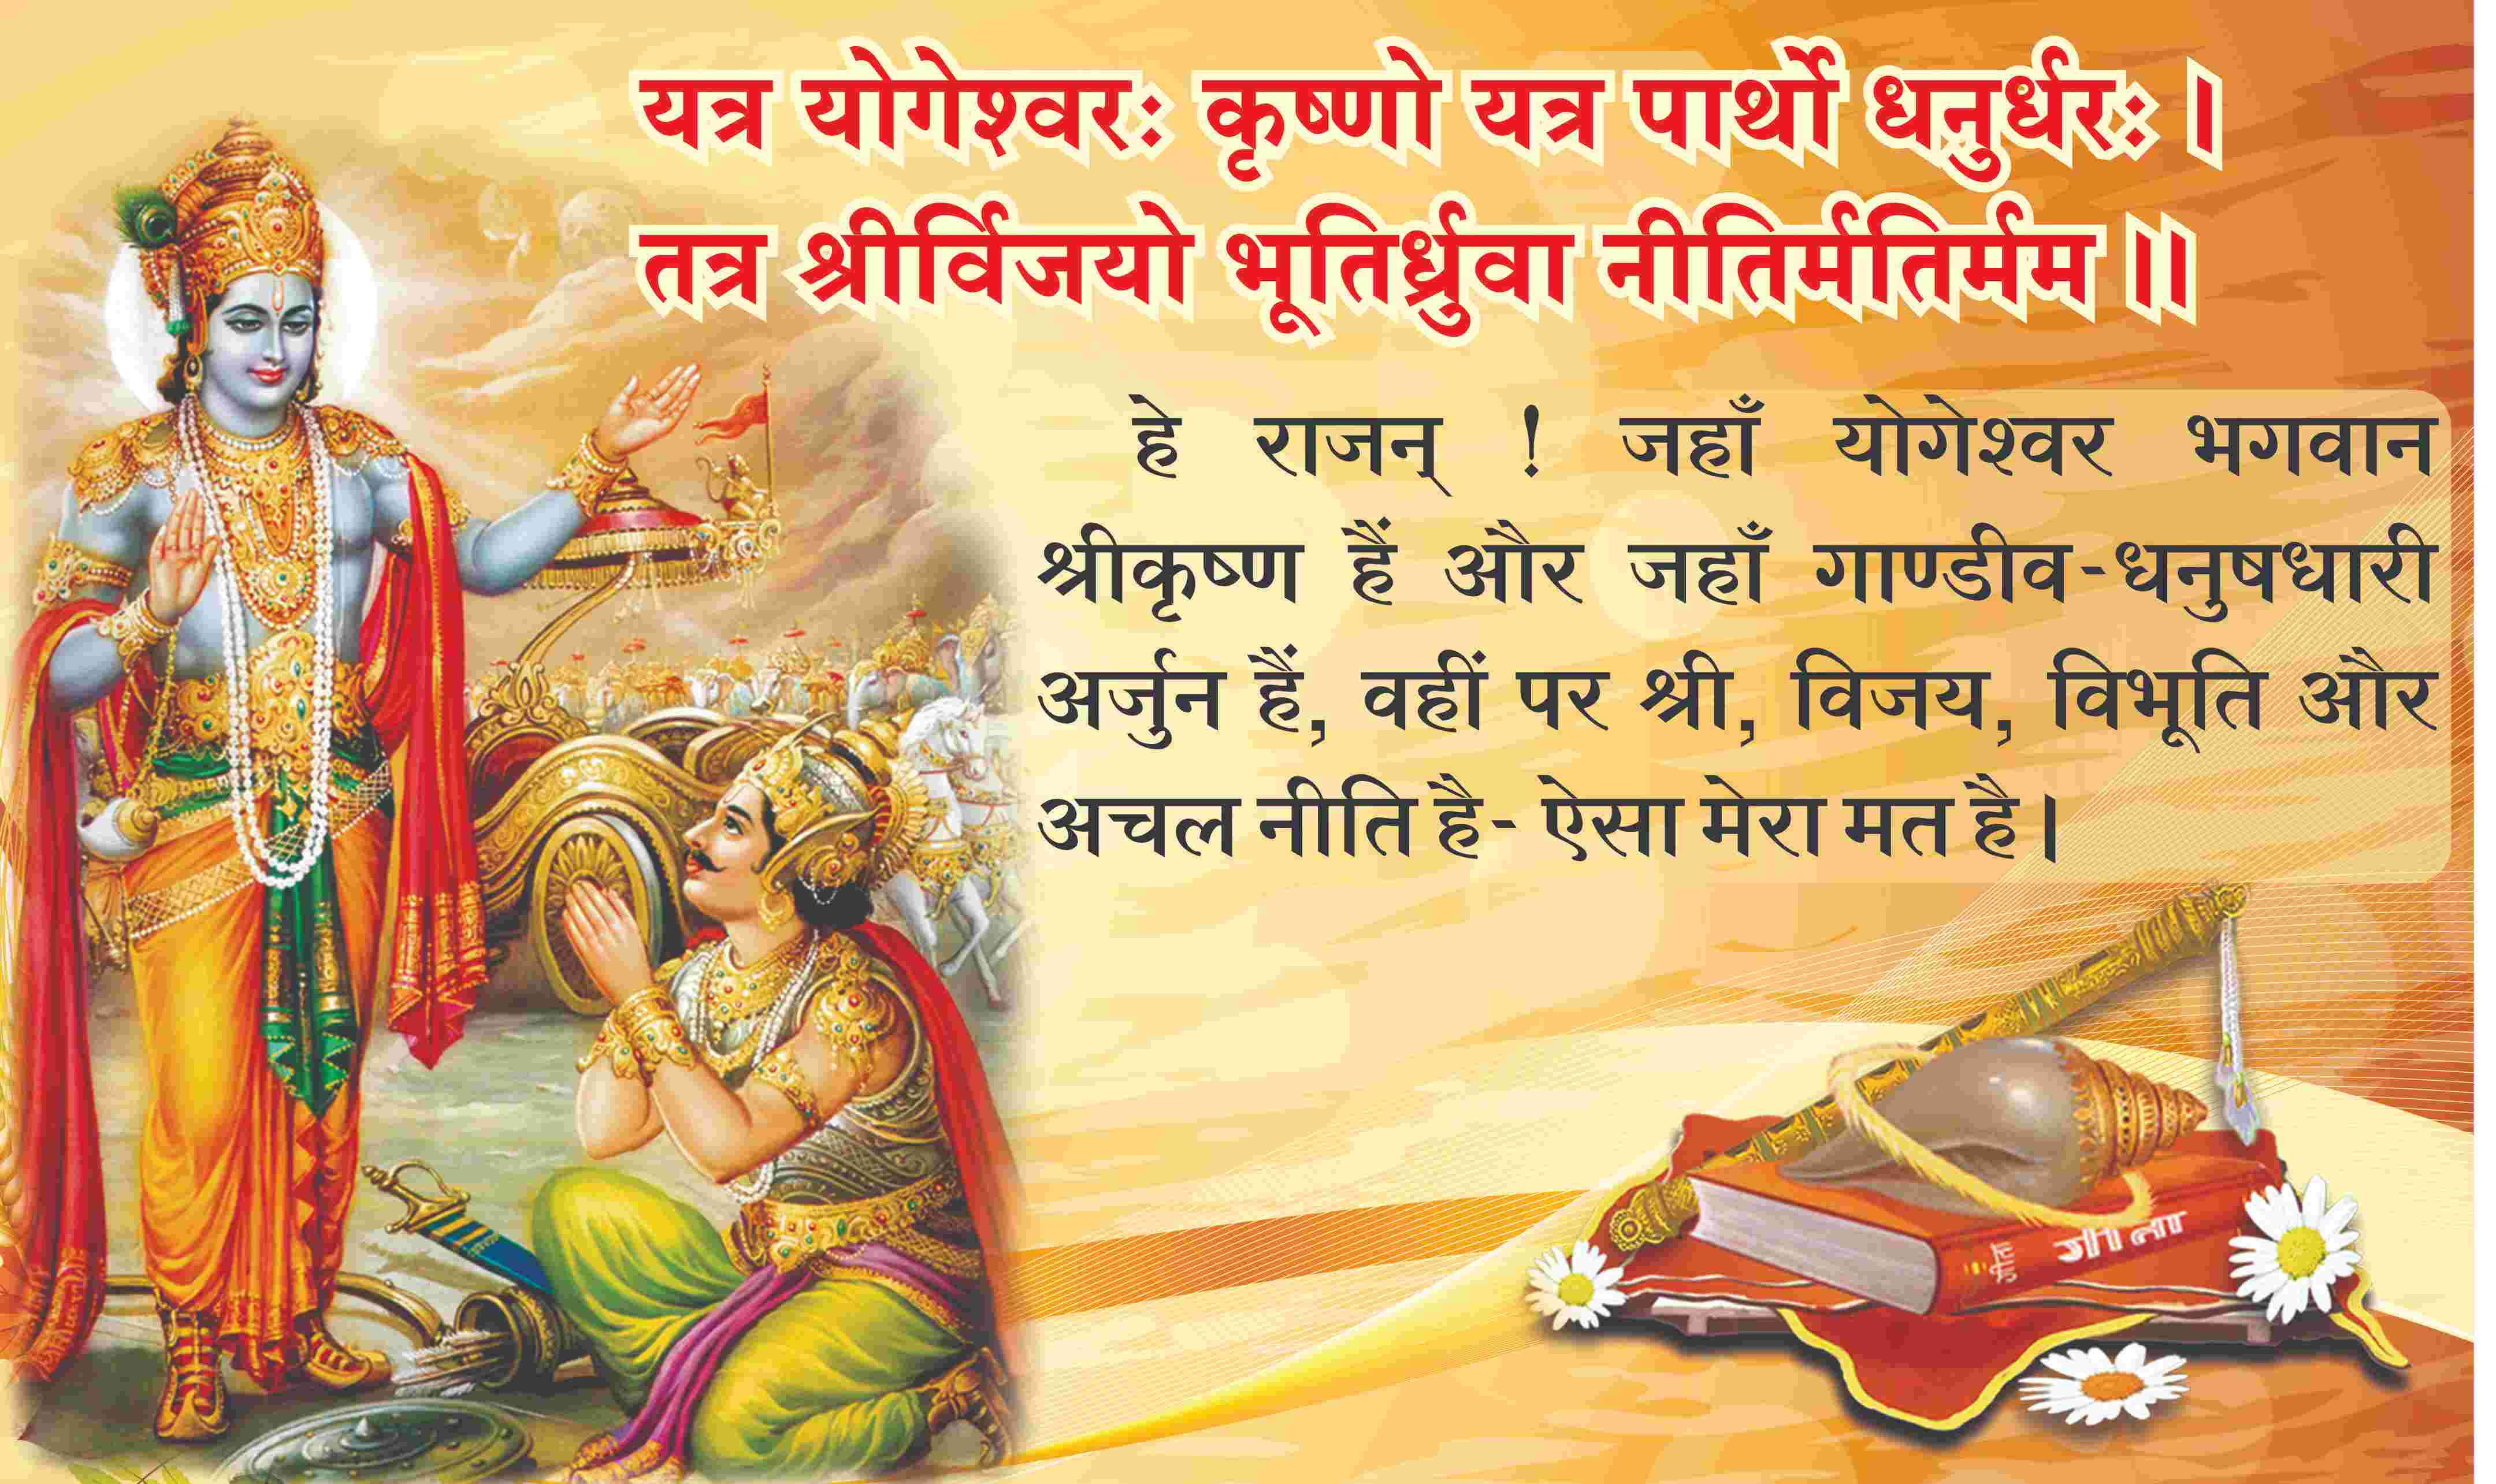 यत्र योगेश्वरः कृष्णो यत्र पार्थो धनुर्धरः ।
तत्र श्रीर्विजयो भूतिर्ध्रुवा नीतिर्मतिर्मम ॥
हे राजन् ! जहाँ योगेश्वर भगवान
श्रीकृष्ण हैं और जहाँ गाण्डीव-धनुषधारी
अर्जुन हैं, वहीं पर श्री, विजय, विभूति और
अचल नीति है- ऐसा मेरा मत है।
गीता
गीता